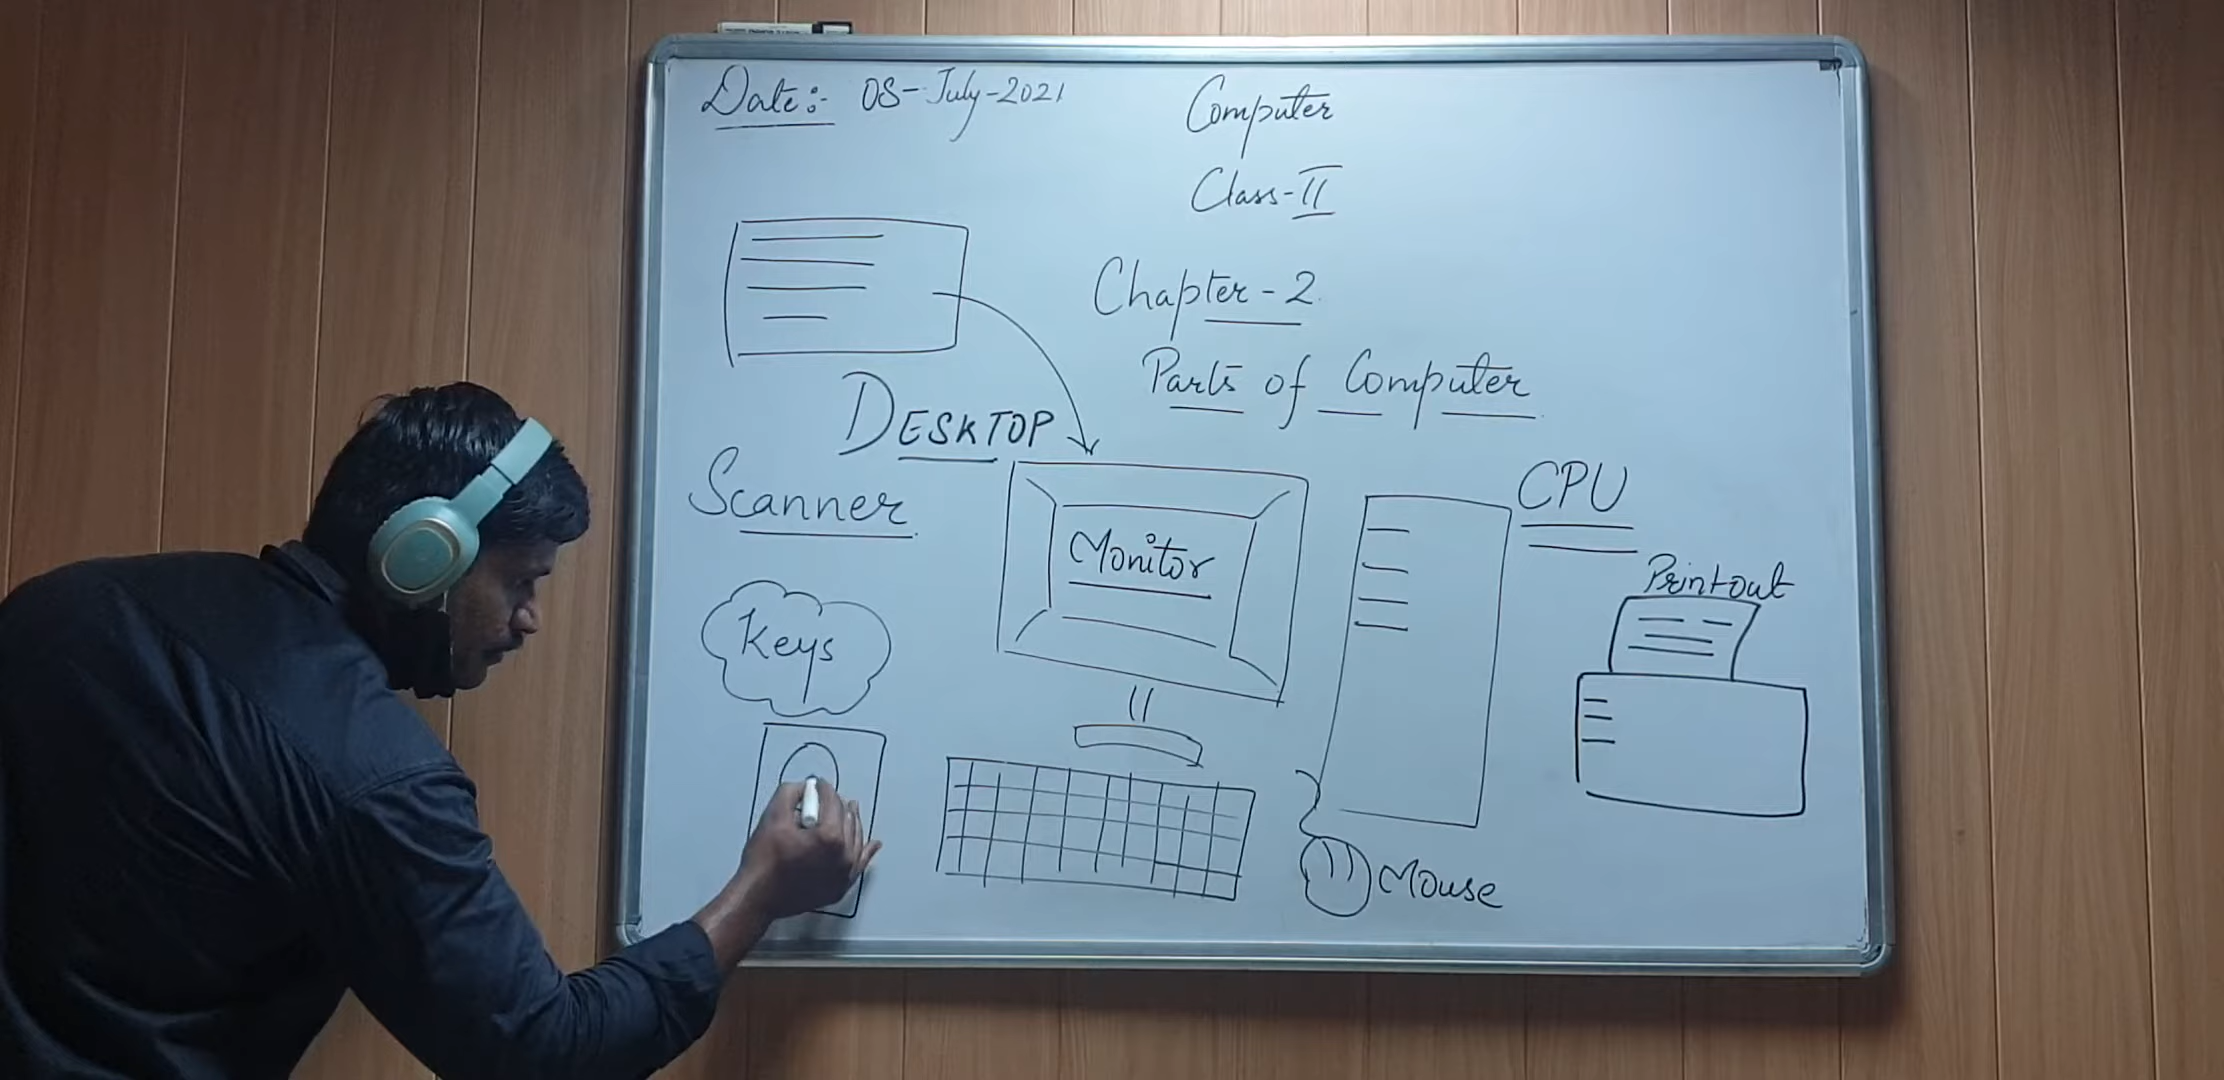 Date:- 08-July-2021
Computer
Class-II
Chapter-2
Parts of Computer
DESKTOP
Scanner
CPU
Monitor
Printout
Keys
Mouse